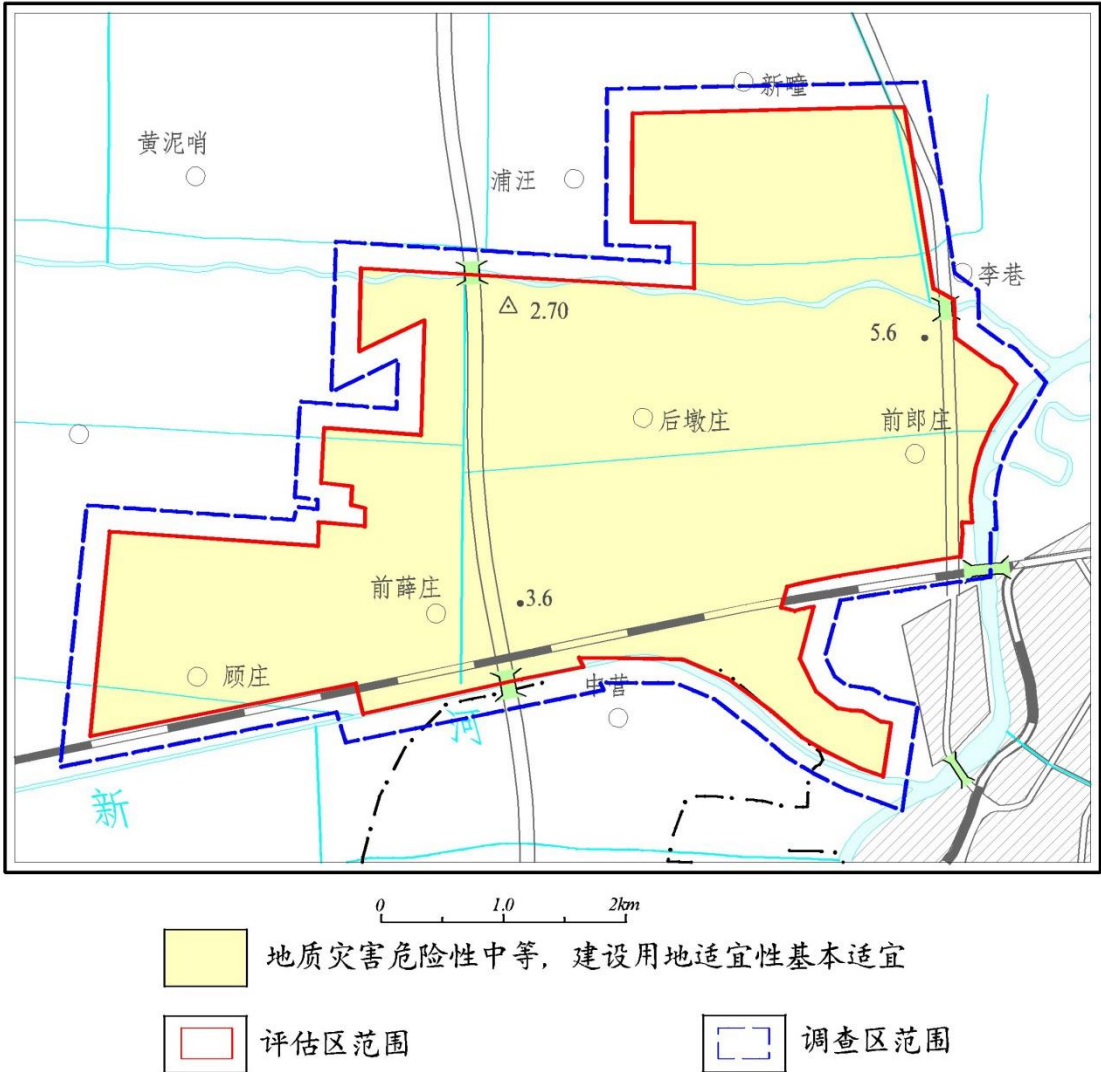 新疃
黄泥哨
浦汪
李巷
2.70
5.6
后墩庄
前郎庄
前薛庄
3.6
顾庄
中营
河
新
0 1.0 2km
地质灾害危险性中等，建设用地适宜性基本适宜
评估区范围
调查区范围